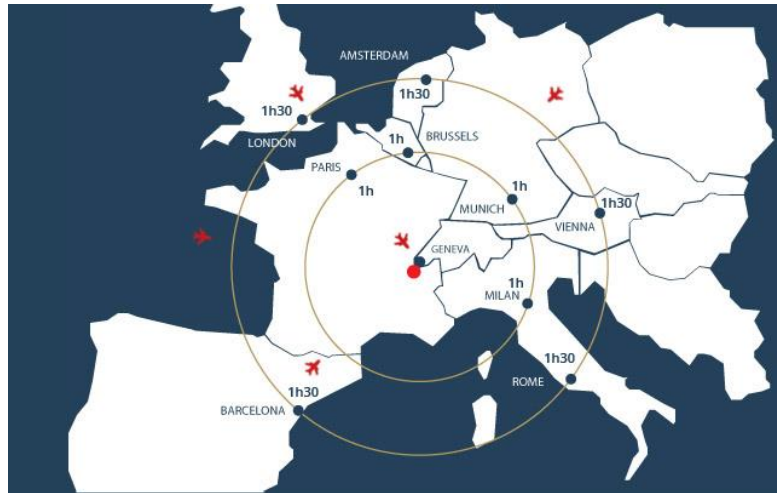 AMSTERDAM
1h30
1h30
LONDON
1h
BRUSSELS
PARIS
1h
1h
MUNICH
1h30
VIENNA
GENEVA
1h
MILAN
1h30
ROME
1h30
BARCELONA